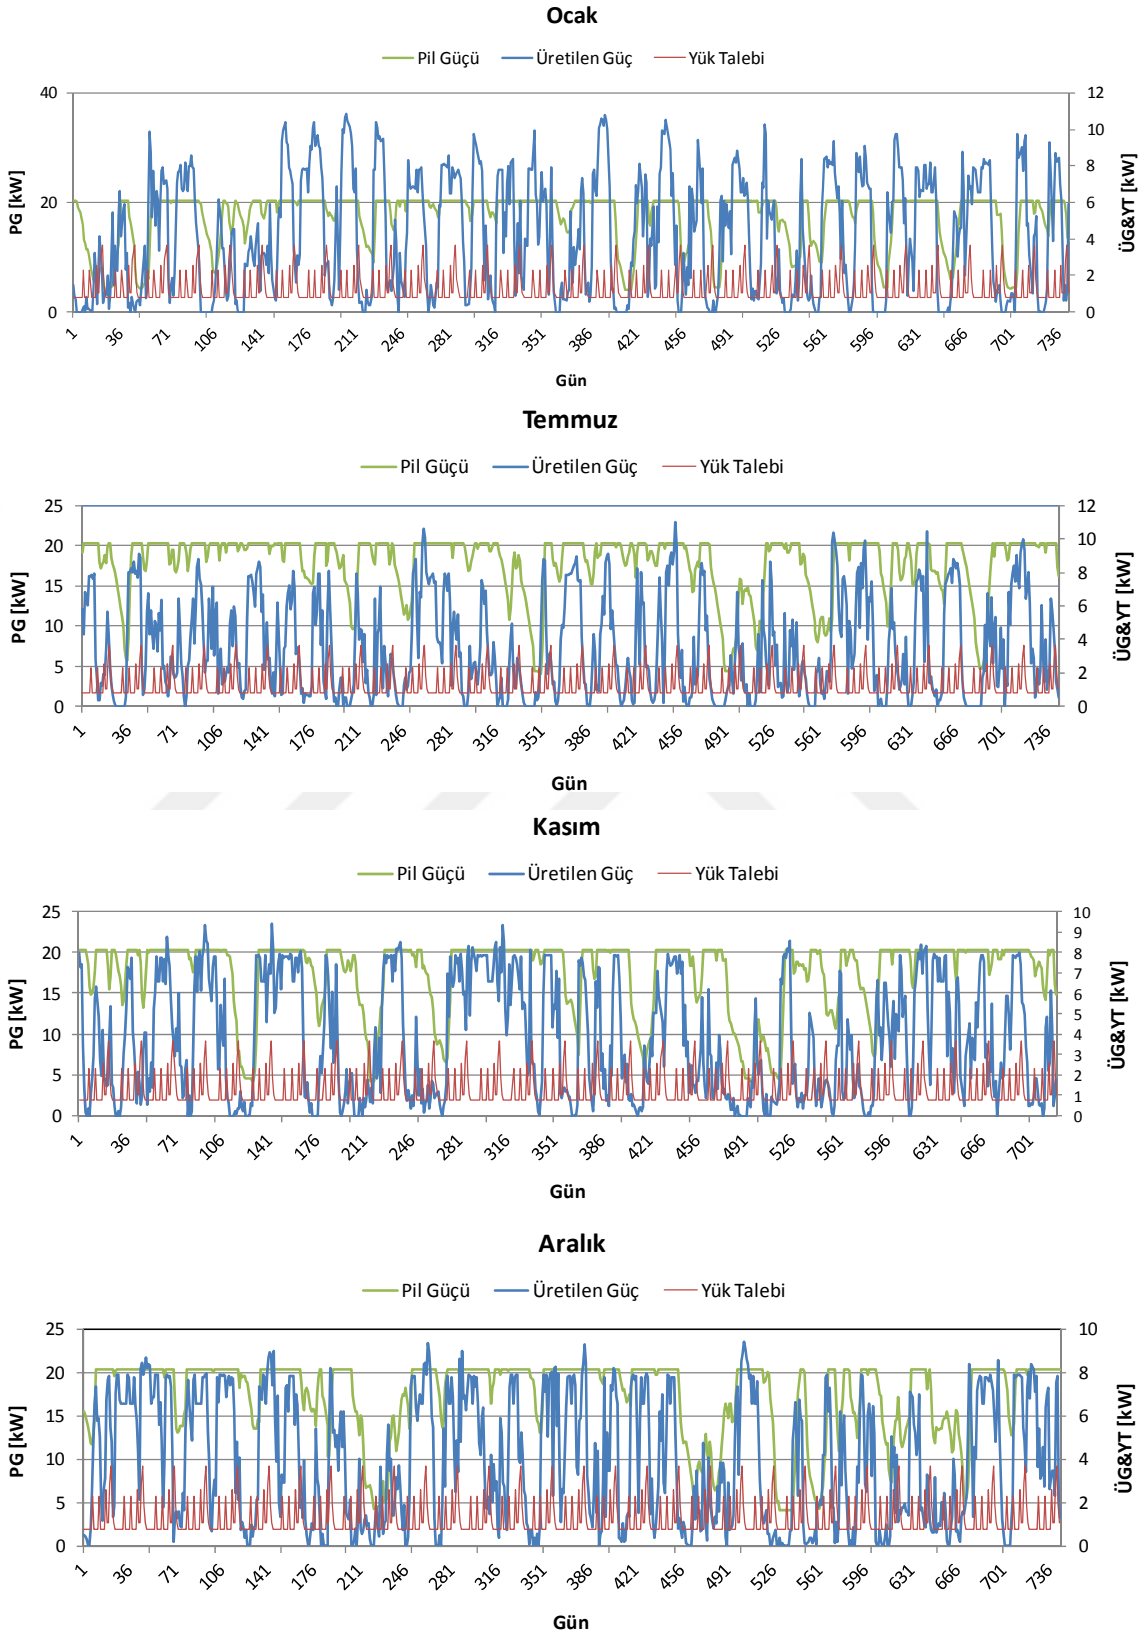 Ocak
Pil Güçü Üretilen Güç Yük Talebi
PG [kW]
40
20
0
12
10
8
6
4
2
0
ÜG&YT [kW]
1 36 71 106 141 176 211 246 281 316 351 386 421 456 491 526 561 596 631 666 701 736
Gün
Temmuz
Pil Güçü Üretilen Güç Yük Talebi
PG [kW]
25
20
15
10
5
0
12
10
8
6
4
2
0
ÜG&YT [kW]
1 36 71 106 141 176 211 246 281 316 351 386 421 456 491 526 561 596 631 666 701 736
Gün
Kasım
Pil Güçü Üretilen Güç Yük Talebi
PG [kW]
25
20
15
10
5
0
10
9
8
7
6
5
4
3
2
1
0
ÜG&YT [kW]
1 36 71 106 141 176 211 246 281 316 351 386 421 456 491 526 561 596 631 666 701
Gün
Aralık
Pil Güçü Üretilen Güç Yük Talebi
PG [kW]
25
20
15
10
5
0
10
8
6
4
2
0
ÜG&YT [kW]
1 36 71 106 141 176 211 246 281 316 351 386 421 456 491 526 561 596 631 666 701 736
Gün